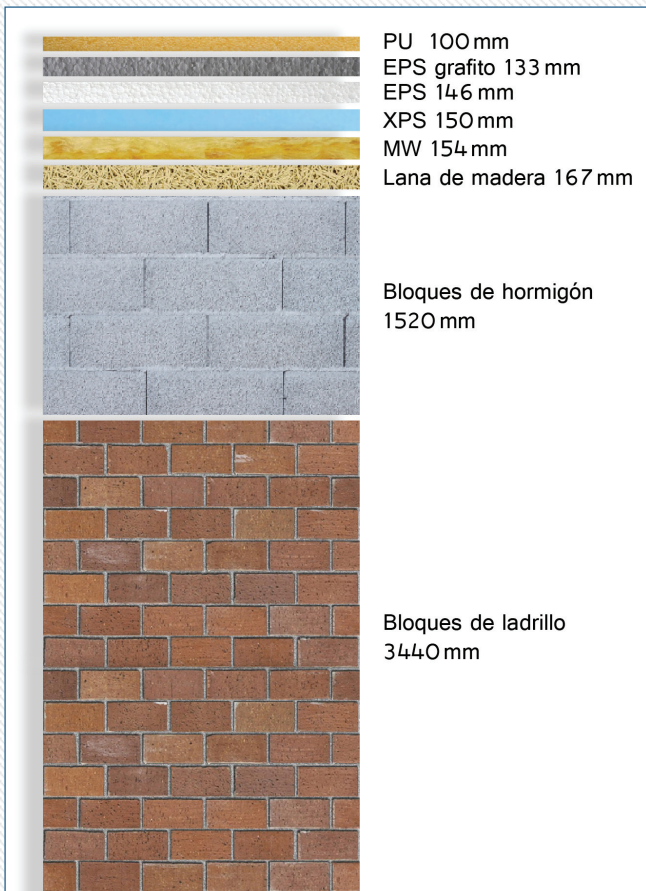 PU 100 mm
EPS grafito 133 mm
EPS 146 mm
XPS 150 mm
MW 154 mm
Lana de madera 167 mm
Bloques de hormigón
1520 mm
Bloques de ladrillo
3440 mm